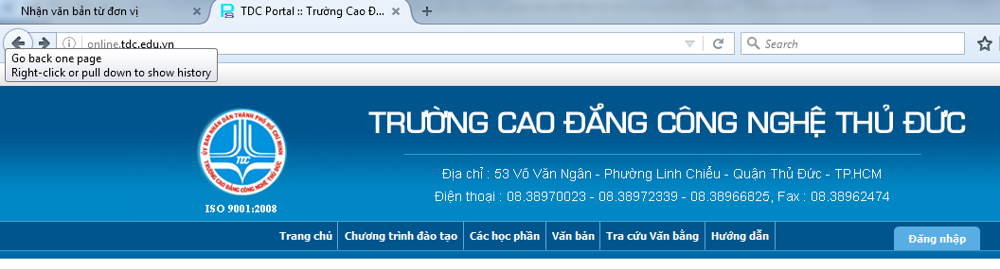 Nhận văn bản từ đơn vị
TDC Portal :: Trường Cao Đ...
online.tdc.edu.vn
Search
Go back one page
Right-click or pull down to show history
TRƯỜNG CAO ĐẲNG CÔNG NGHỆ THỦ ĐỨC
ỦY BAN NHÂN DÂN THÀNH PHỐ HỒ CHÍ MINH
TDC
TRƯỜNG CAO ĐẲNG CÔNG NGHỆ THỦ ĐỨC
ISO 9001:2008
Địa chỉ : 53 Võ Văn Ngân - Phường Linh Chiểu - Quận Thủ Đức - TP.HCM
Điện thoại : 08.38970023 - 08.38972339 - 08.38966825, Fax : 08.38962474
Trang chủ Chương trình đào tạo Các học phần Văn bản Tra cứu Văn bằng Hướng dẫn Đăng nhập